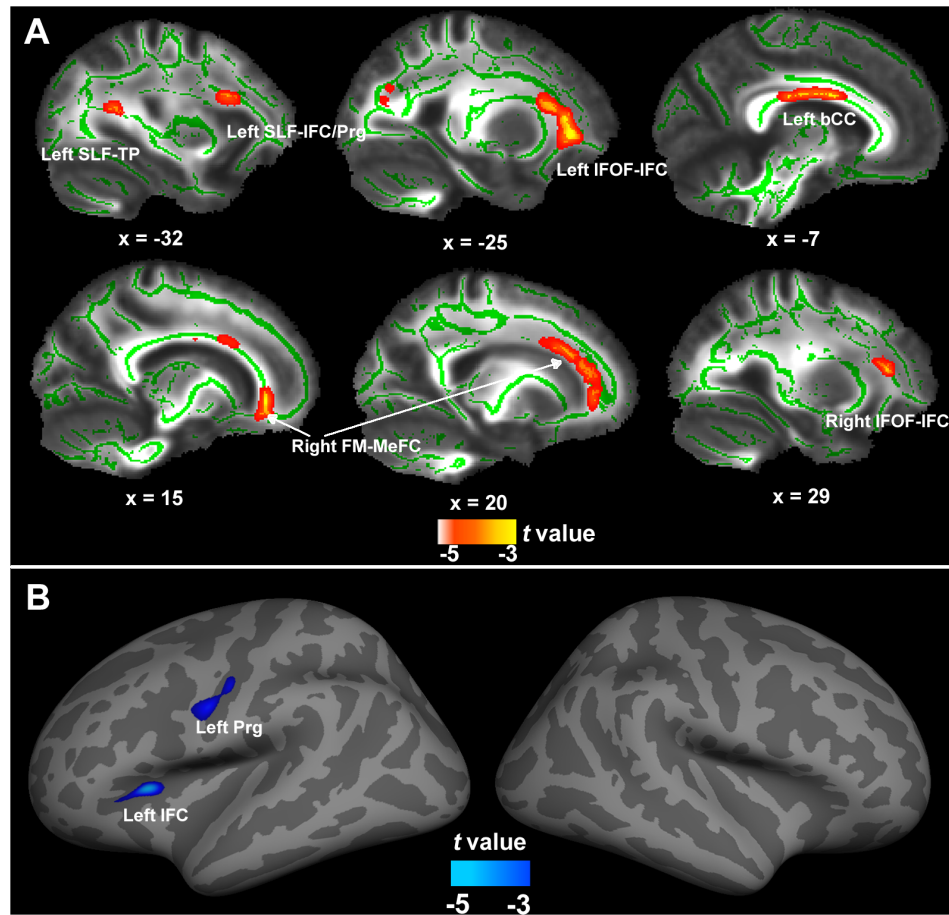 A
Left SLF-TP
Left SLF-IFC/Prg
x = -32
Left IFOF-IFC
x = -25
Left bCC
x = -7
Right FM-MeFC
x = 15
x = 20
Right IFOF-IFC
x = 29
t value
-5 -3
B
Left Prg
Left IFC
t value
-5 -3